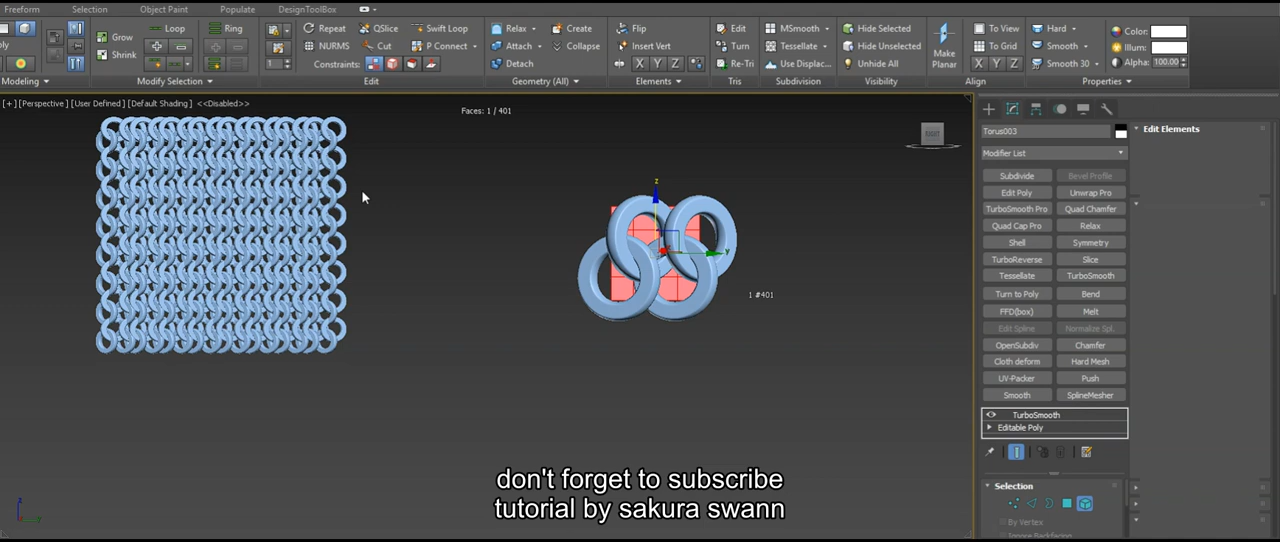 Freeform
Selection
Object Paint
Populate
DesignToolBox
Loop
Ring
Repeat
QSlice
Swift Loop
Relax
Create
Flip
Edit
MSmooth
Hide Selected
To View
Hard
Color:
Grow
NURMS
Cut
P Connect
Attach
Collapse
Insert Vert
Turn
Tessellate
Hide Unselected
Make
Planar
To Grid
Smooth
Illum:
Shrink
1
Constraints:
Detach
X Y Z
Re-Tri
Use Displac...
Unhide All
X Y Z
Smooth 30
Alpha: 100.00
Modeling
Modify Selection
Edit
Geometry (All)
Elements
Tris
Subdivision
Visibility
Align
Properties
[+] [Perspective] [User Defined] [Default Shading] <<Disabled>>
Faces: 1 / 401
RIGHT
z
y
1 #401
Torus003
Edit Elements
Modifier List
Subdivide
Bevel Profile
Edit Poly
Unwrap Pro
TurboSmooth Pro
Quad Chamfer
Quad Cap Pro
Relax
Shell
Symmetry
TurboReverse
Slice
Tessellate
TurboSmooth
Turn to Poly
Bend
FFD(box)
Melt
Edit Spline
Normalize Spl.
OpenSubdiv
Chamfer
Cloth deform
Hard Mesh
UV-Packer
Push
Smooth
SplineMesher
TurboSmooth
Editable Poly
Selection
By Vertex
Ignore Backfacing
don't forget to subscribe
tutorial by sakura swann